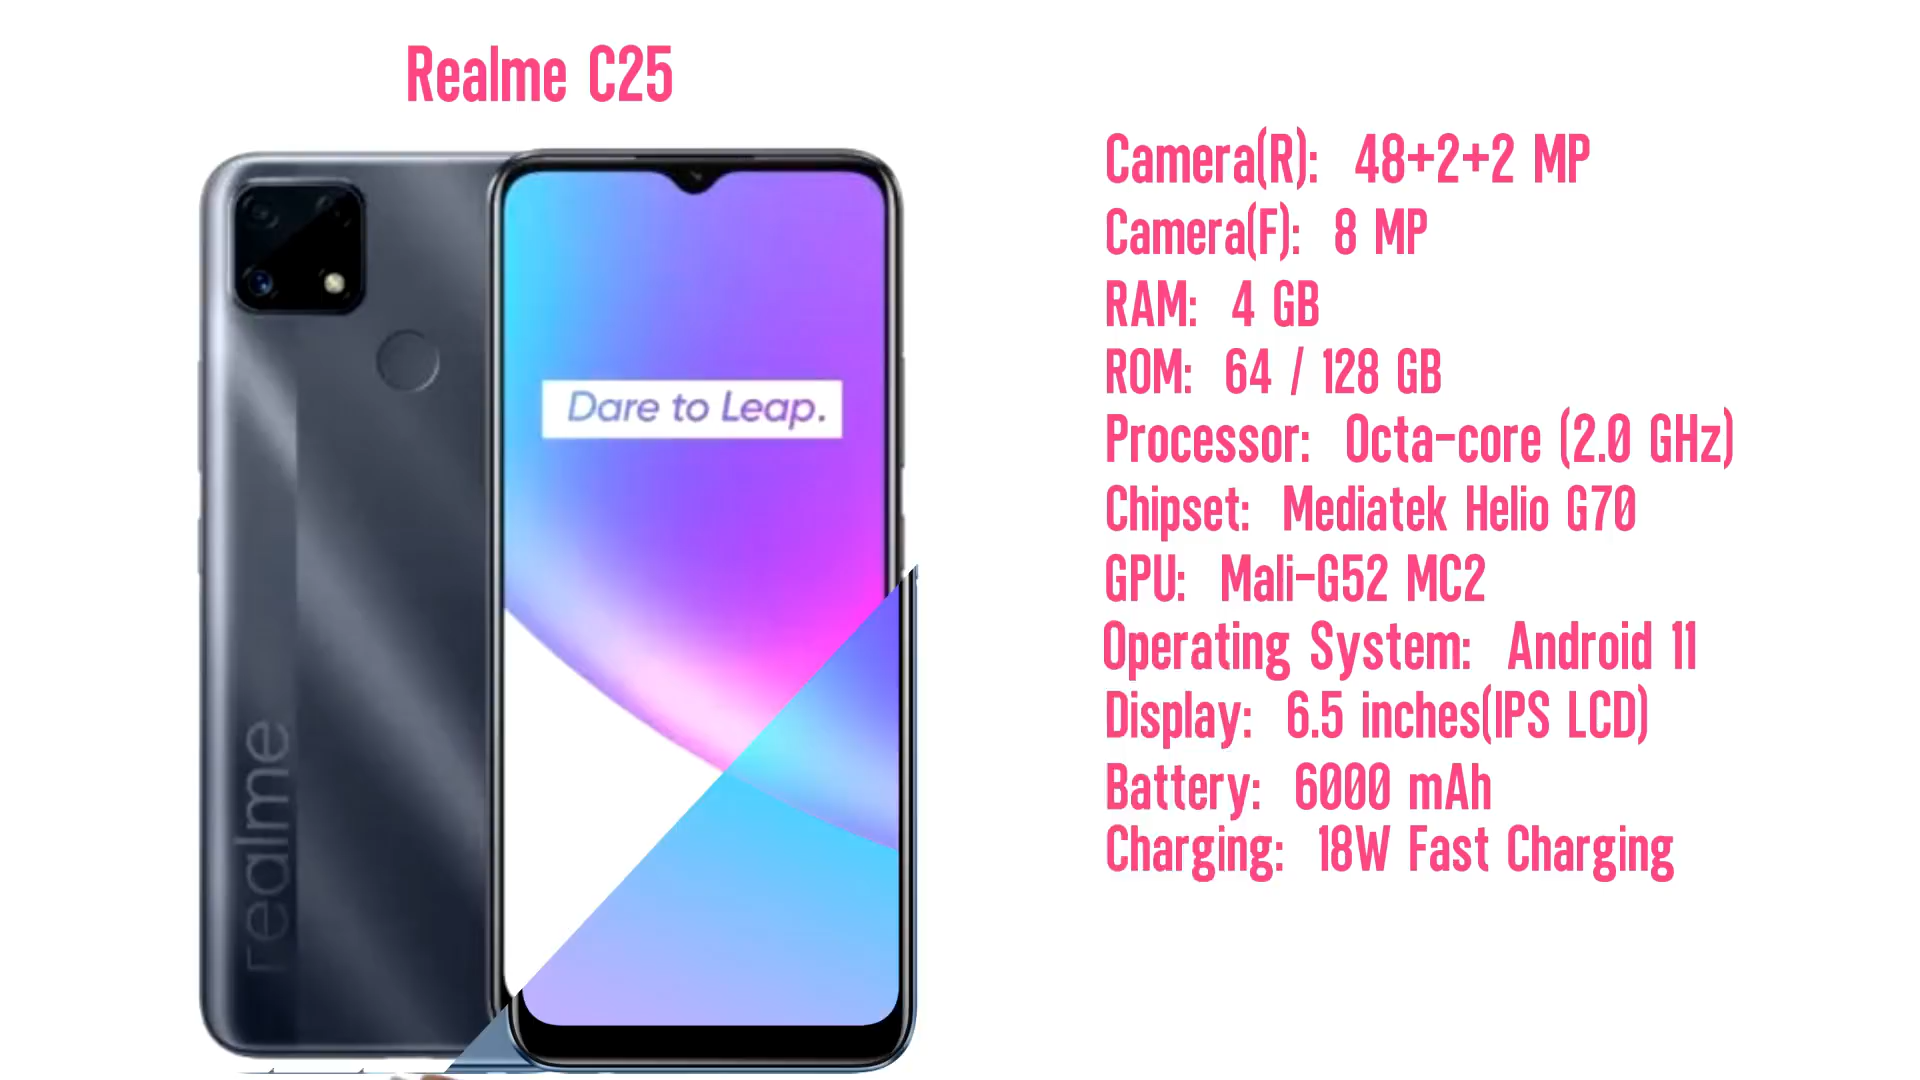 Realme C25
Camera(R): 48+2+2 MP
Camera(F): 8 MP
RAM: 4 GB
ROM: 64 / 128 GB
Processor: Octa-core (2.0 GHz)
Chipset: Mediatek Helio G70
GPU: Mali-G52 MC2
Operating System: Android 11
Display: 6.5 inches(IPS LCD)
Battery: 6000 mAh
Charging: 18W Fast Charging
Dare to Leap.
realme